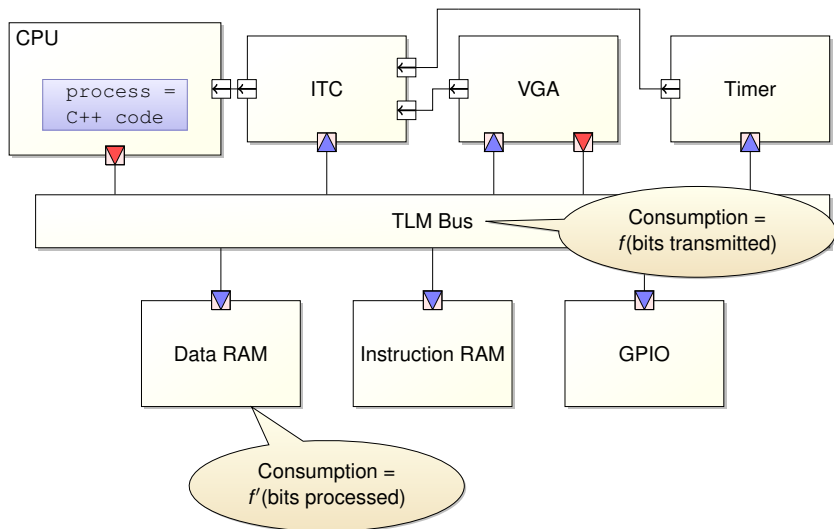 CPU
process =
C++ code
ITC
VGA
Timer
TLM Bus
Consumption =
f(bits transmitted)
Data RAM
Instruction RAM
GPIO
Consumption =
f′(bits processed)